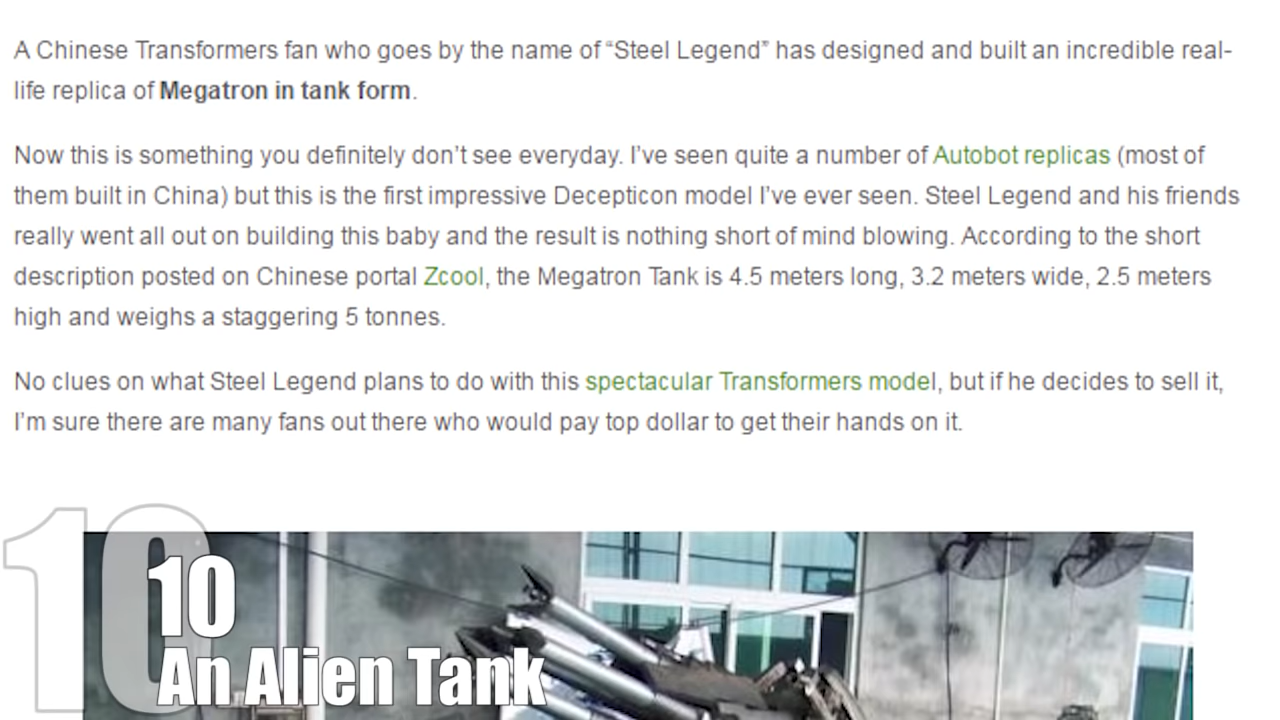 A Chinese Transformers fan who goes by the name of “Steel Legend” has designed and built an incredible real-
life replica of Megatron in tank form.
Now this is something you definitely don’t see everyday. I’ve seen quite a number of Autobot replicas (most of
them built in China) but this is the first impressive Decepticon model I’ve ever seen. Steel Legend and his friends
really went all out on building this baby and the result is nothing short of mind blowing. According to the short
description posted on Chinese portal Zcool, the Megatron Tank is 4.5 meters long, 3.2 meters wide, 2.5 meters
high and weighs a staggering 5 tonnes.
No clues on what Steel Legend plans to do with this spectacular Transformers model, but if he decides to sell it,
I’m sure there are many fans out there who would pay top dollar to get their hands on it.
10
10
An Alien Tank